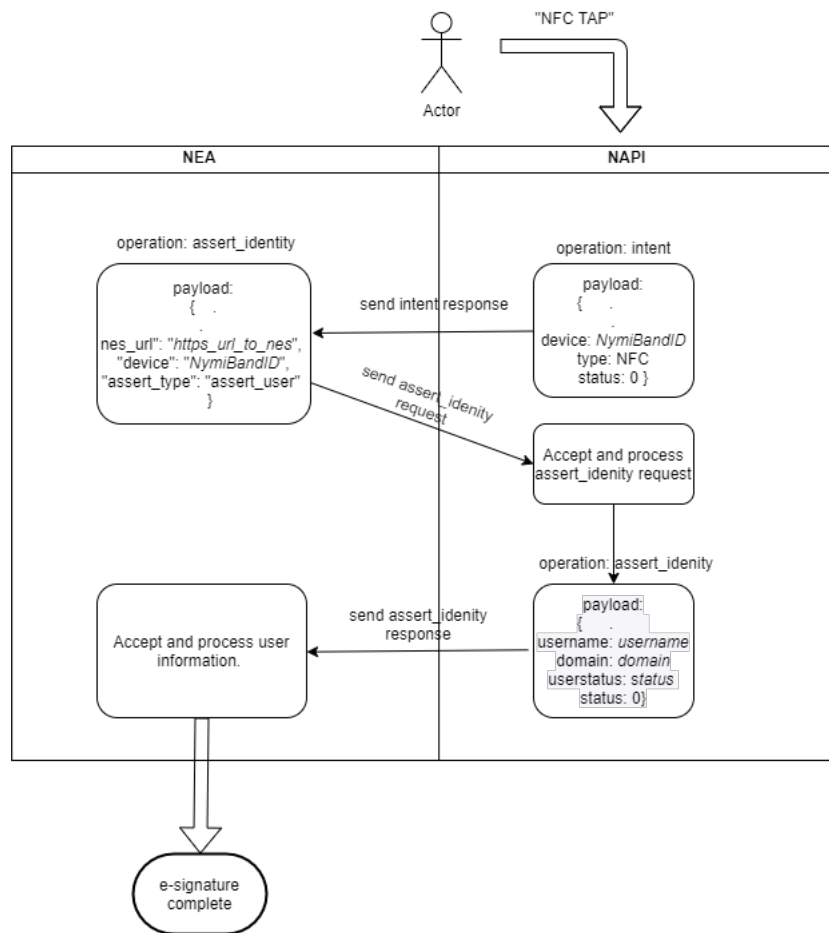 "NFC TAP"
Actor
NEA
NAPI
operation: assert_identity
operation: intent
payload:
{ .
.
nes_url": "https_url_to_nes",
"device": "NymiBandID",
"assert_type": "assert_user"
}
send intent response
payload:
{ .
.
device: NymiBandID
type: NFC
status: 0 }
send assert_idenity
request
Accept and process
assert_idenity request
operation: assert_idenity
Accept and process user
information.
send assert_idenity
response
payload:
{ .
username: username
domain: domain
userstatus: status
status: 0}
e-signature
complete